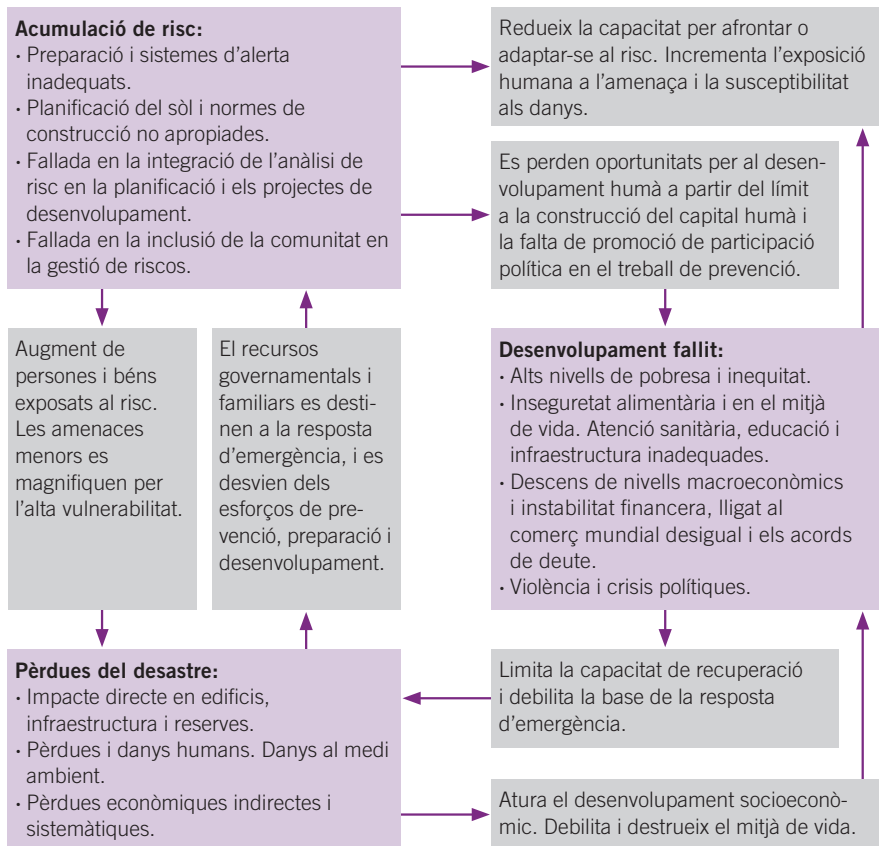 Acumulació de risc:
· Preparació i sistemes d’alerta
inadequats.
· Planificació del sòl i normes de
construcció no apropiades.
· Fallada en la integració de l’anàlisi de
risc en la planificació i els projectes de
desenvolupament.
· Fallada en la inclusió de la comunitat en
la gestió de riscos.
Redueix la capacitat per afrontar o
adaptar-se al risc. Incrementa l’exposició
humana a l’amenaça i la susceptibilitat
als danys.
Es perden oportunitats per al desen-
volupament humà a partir del límit
a la construcció del capital humà i
la falta de promoció de participació
política en el treball de prevenció.
Augment de
persones i béns
exposats al risc.
Les amenaces
menors es
magnifiquen per
l’alta vulnerabilitat.
El recursos
governamentals i
familiars es desti-
nen a la resposta
d’emergència, i es
desvien dels
esforços de pre-
venció, preparació i
desenvolupament.
Desenvolupament fallit:
· Alts nivells de pobresa i inequitat.
· Inseguretat alimentària i en el mitjà
de vida. Atenció sanitària, educació i
infraestructura inadequades.
· Descens de nivells macroeconòmics
i instabilitat financera, lligat al
comerç mundial desigual i els acords
de deute.
· Violència i crisis polítiques.
Pèrdues del desastre:
· Impacte directe en edificis,
infraestructura i reserves.
· Pèrdues i danys humans. Danys al medi
ambient.
· Pèrdues econòmiques indirectes i
sistemàtiques.
Limita la capacitat de recuperació
i debilita la base de la resposta
d’emergència.
Atura el desenvolupament socioeconò-
mic. Debilita i destrueix el mitjà de vida.